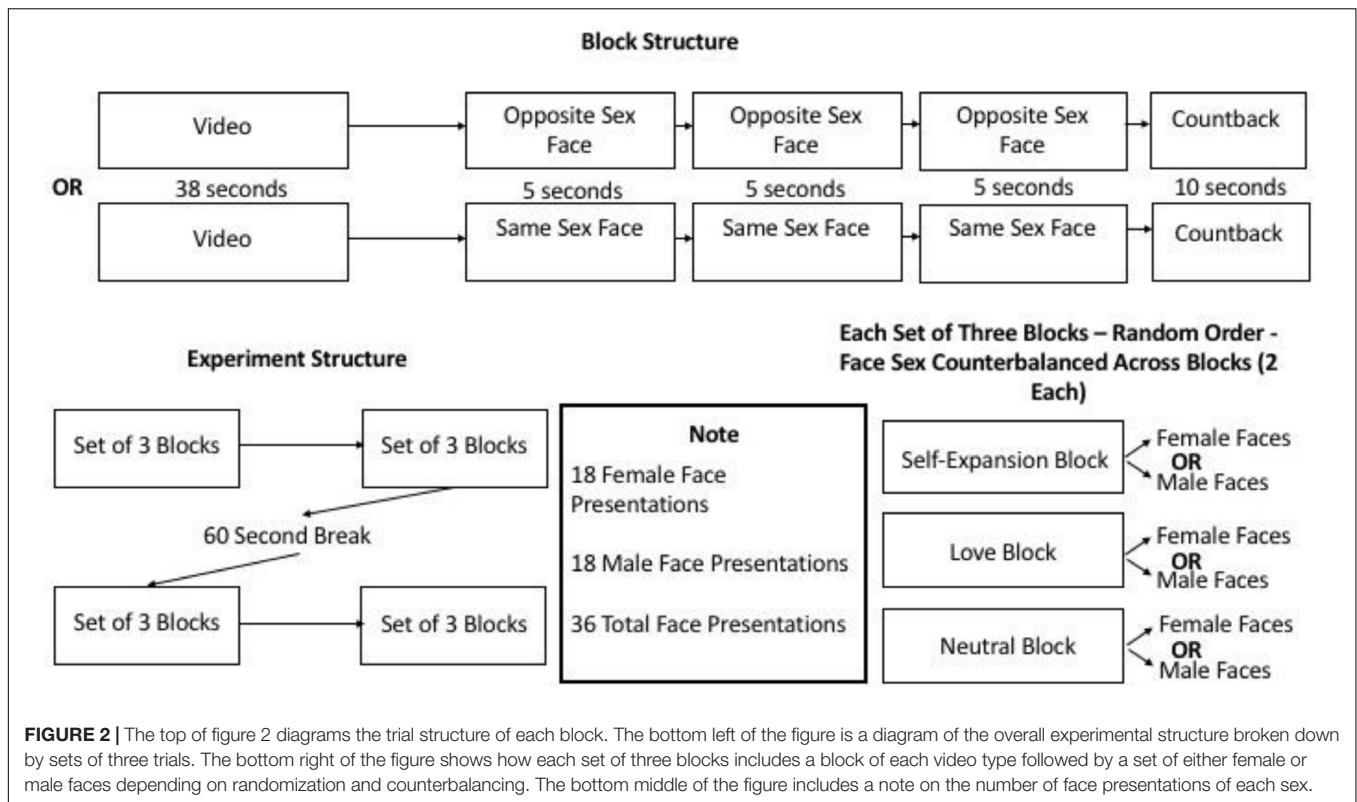 Block Structure
Video
Opposite Sex
Face
Opposite Sex
Face
Opposite Sex
Face
Countback
OR
38 seconds
5 seconds
5 seconds
5 seconds
10 seconds
Video
Same Sex Face
Same Sex Face
Same Sex Face
Countback
Experiment Structure
Set of 3 Blocks
Set of 3 Blocks
60 Second Break
Set of 3 Blocks
Set of 3 Blocks
Note
18 Female Face
Presentations
18 Male Face Presentations
36 Total Face Presentations
Each Set of Three Blocks – Random Order -
Face Sex Counterbalanced Across Blocks (2
Each)
Self-Expansion Block
Female Faces
OR
Male Faces
Love Block
Female Faces
OR
Male Faces
Neutral Block
Female Faces
OR
Male Faces
FIGURE 2 | The top of figure 2 diagrams the trial structure of each block. The bottom left of the figure is a diagram of the overall experimental structure broken down
by sets of three trials. The bottom right of the figure shows how each set of three blocks includes a block of each video type followed by a set of either female or
male faces depending on randomization and counterbalancing. The bottom middle of the figure includes a note on the number of face presentations of each sex.